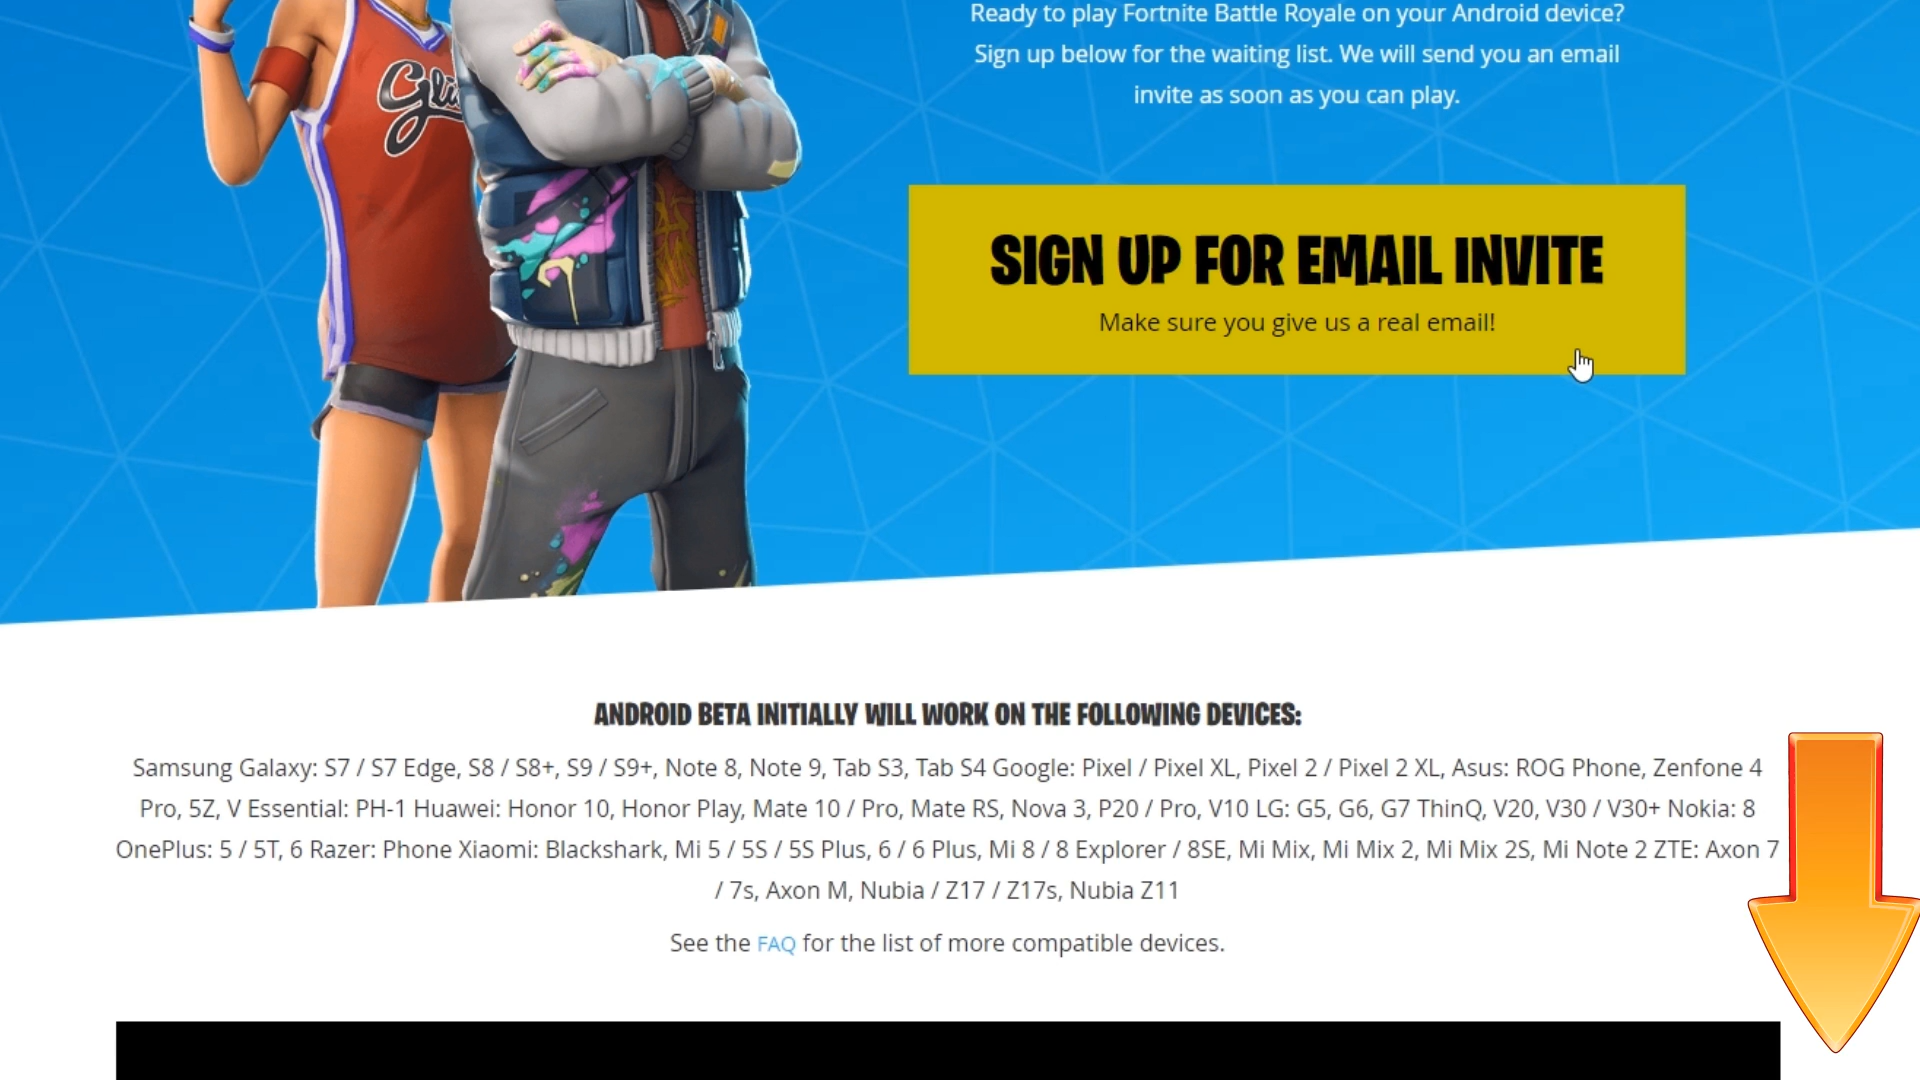 Ready to play Fortnite Battle Royale on your Android device?
Sign up below for the waiting list. We will send you an email
invite as soon as you can play.
SIGN UP FOR EMAIL INVITE
Make sure you give us a real email!
ANDROID BETA INITIALLY WILL WORK ON THE FOLLOWING DEVICES:
Samsung Galaxy: S7 / S7 Edge, S8 / S8+, S9 / S9+, Note 8, Note 9, Tab S3, Tab S4 Google: Pixel / Pixel XL, Pixel 2 / Pixel 2 XL, Asus: ROG Phone, Zenfone 4
Pro, 5Z, V Essential: PH-1 Huawei: Honor 10, Honor Play, Mate 10 / Pro, Mate RS, Nova 3, P20 / Pro, V10 LG: G5, G6, G7 ThinQ, V20, V30 / V30+ Nokia: 8
OnePlus: 5 / 5T, 6 Razer: Phone Xiaomi: Blackshark, Mi 5 / 5S / 5S Plus, 6 / 6 Plus, Mi 8 / 8 Explorer / 8SE, Mi Mix, Mi Mix 2, Mi Mix 2S, Mi Note 2 ZTE: Axon 7
/ 7s, Axon M, Nubia / Z17 / Z17s, Nubia Z11
See the FAQ for the list of more compatible devices.